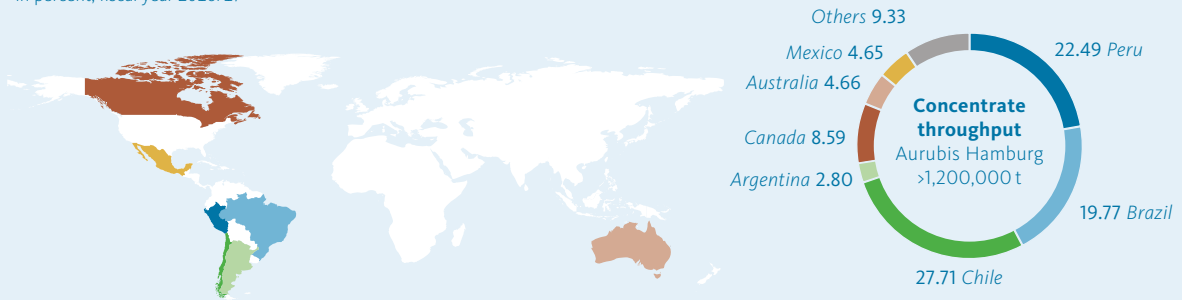 Others 9.33
Mexico 4.65
22.49 Peru
Australia 4.66
Concentrate
throughput
Canada 8.59
Aurubis Hamburg
Argentina 2.80
>1,200,000 t
19.77 Brazil
27.71 Chile